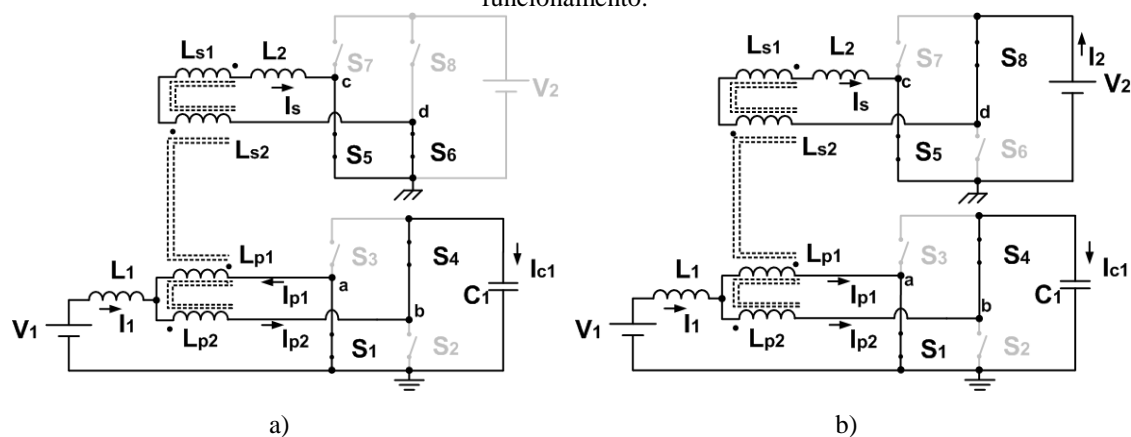 funcionamento.
Ls1 L2 S7 S8
c Is V2
d
Ls2 S5 S6
L1 Lp1 S3 S4 Ic1
Ip1 a C1
V1 I1 b
Lp2 Ip2 S1 S2
a)
Ls1 L2 S7 S8 I2
c Is V2
d
Ls2 S5 S6
L1 Lp1 S3 S4 Ic1
Ip1 a C1
V1 I1 b
Lp2 Ip2 S1 S2
b)